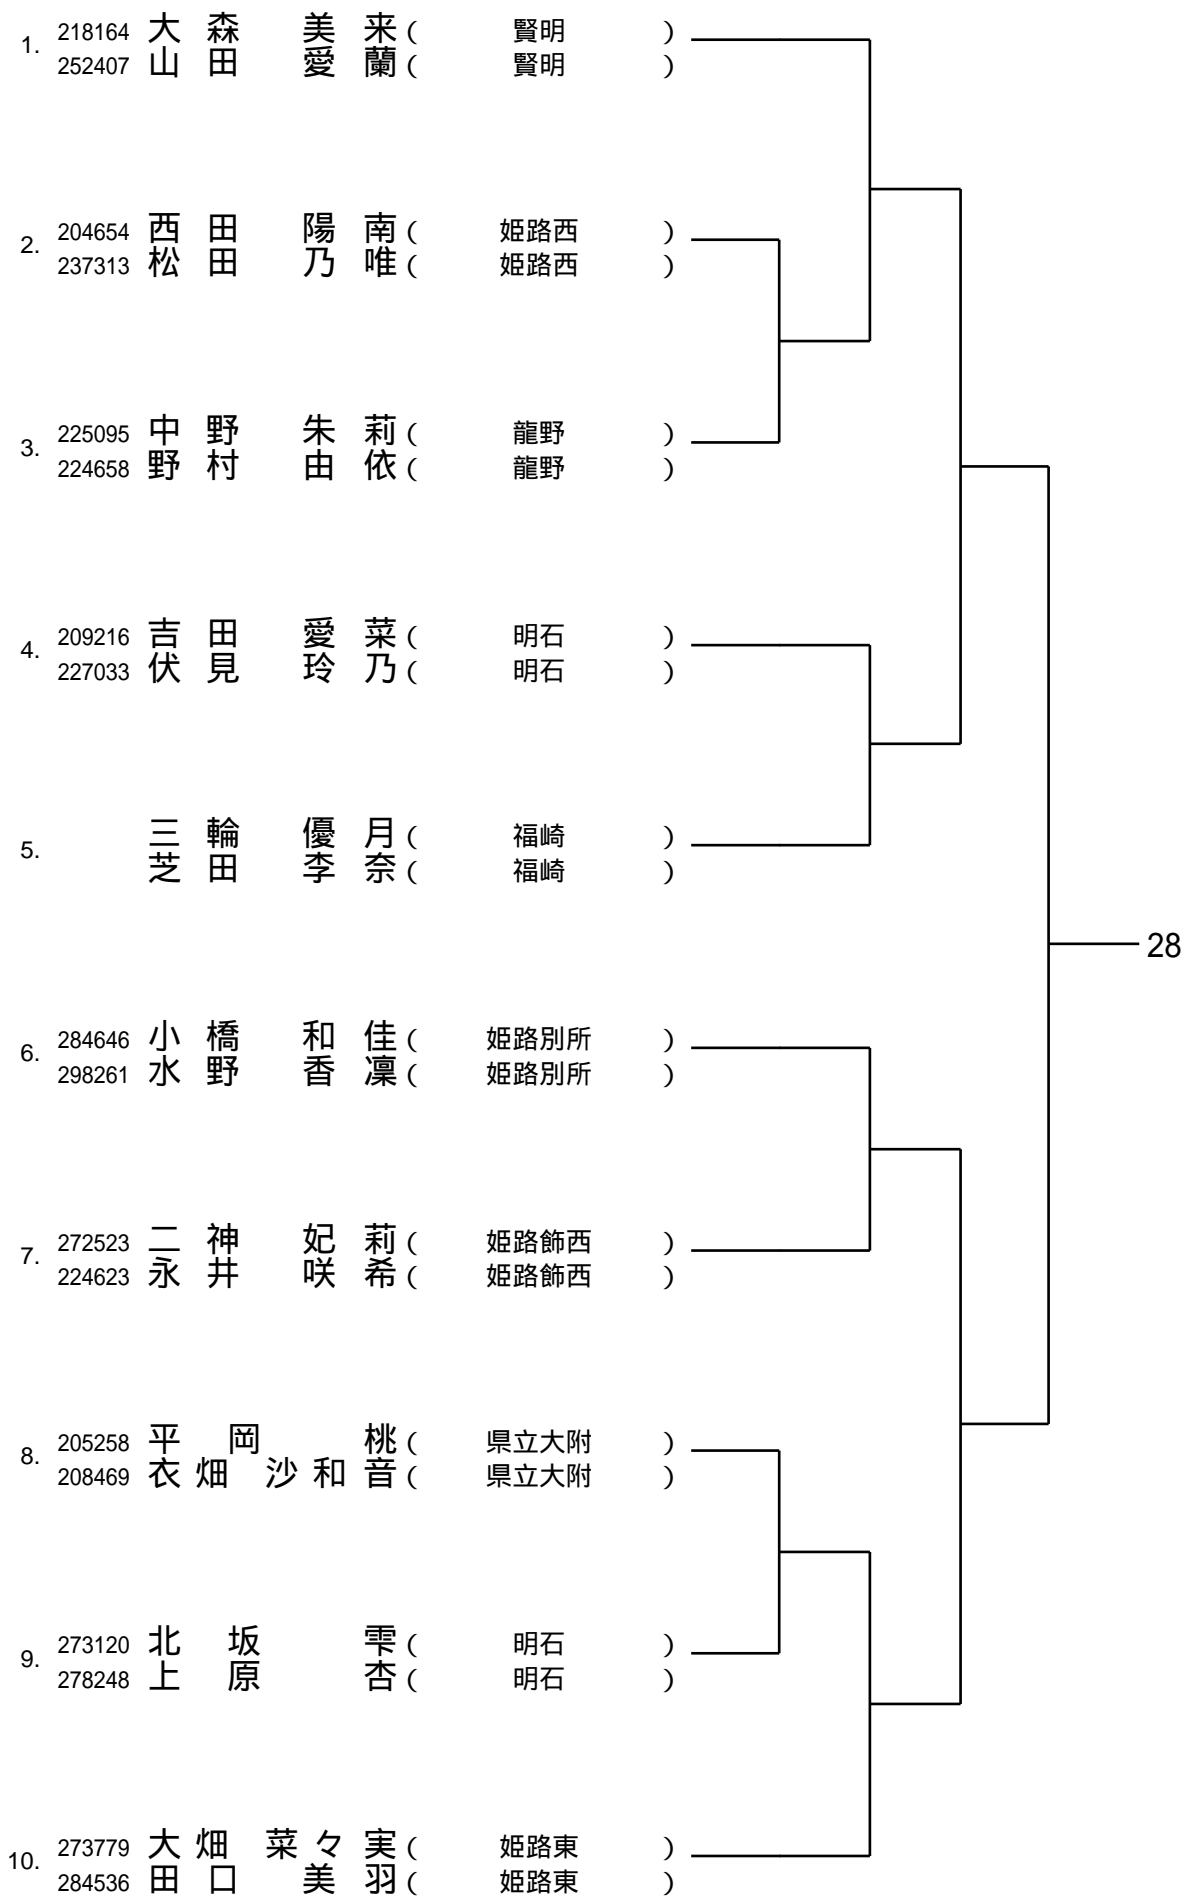 1. 218164 大森 美来 ( 賢明 )
252407 山田 愛蘭 ( 賢明 )
2. 204654 西田 陽南 ( 姫路西 )
237313 松田 乃唯 ( 姫路西 )
3. 225095 中野 朱莉 ( 龍野 )
224658 野村 由依 ( 龍野 )
4. 209216 吉田 愛菜 ( 明石 )
227033 伏見 玲乃 ( 明石 )
5. 三輪 優月 ( 福崎 )
芝田 李奈 ( 福崎 )
28
6. 284646 小橋 和佳 ( 姫路別所 )
298261 水野 香凜 ( 姫路別所 )
7. 272523 二神 妃莉 ( 姫路飾西 )
224623 永井 咲希 ( 姫路飾西 )
8. 205258 平岡 桃 ( 県立大附 )
208469 衣畑 沙和音 ( 県立大附 )
9. 273120 北坂 雫 ( 明石 )
278248 上原 杏 ( 明石 )
10. 273779 大畑 菜々実 ( 姫路東 )
284536 田口 美羽 ( 姫路東 )